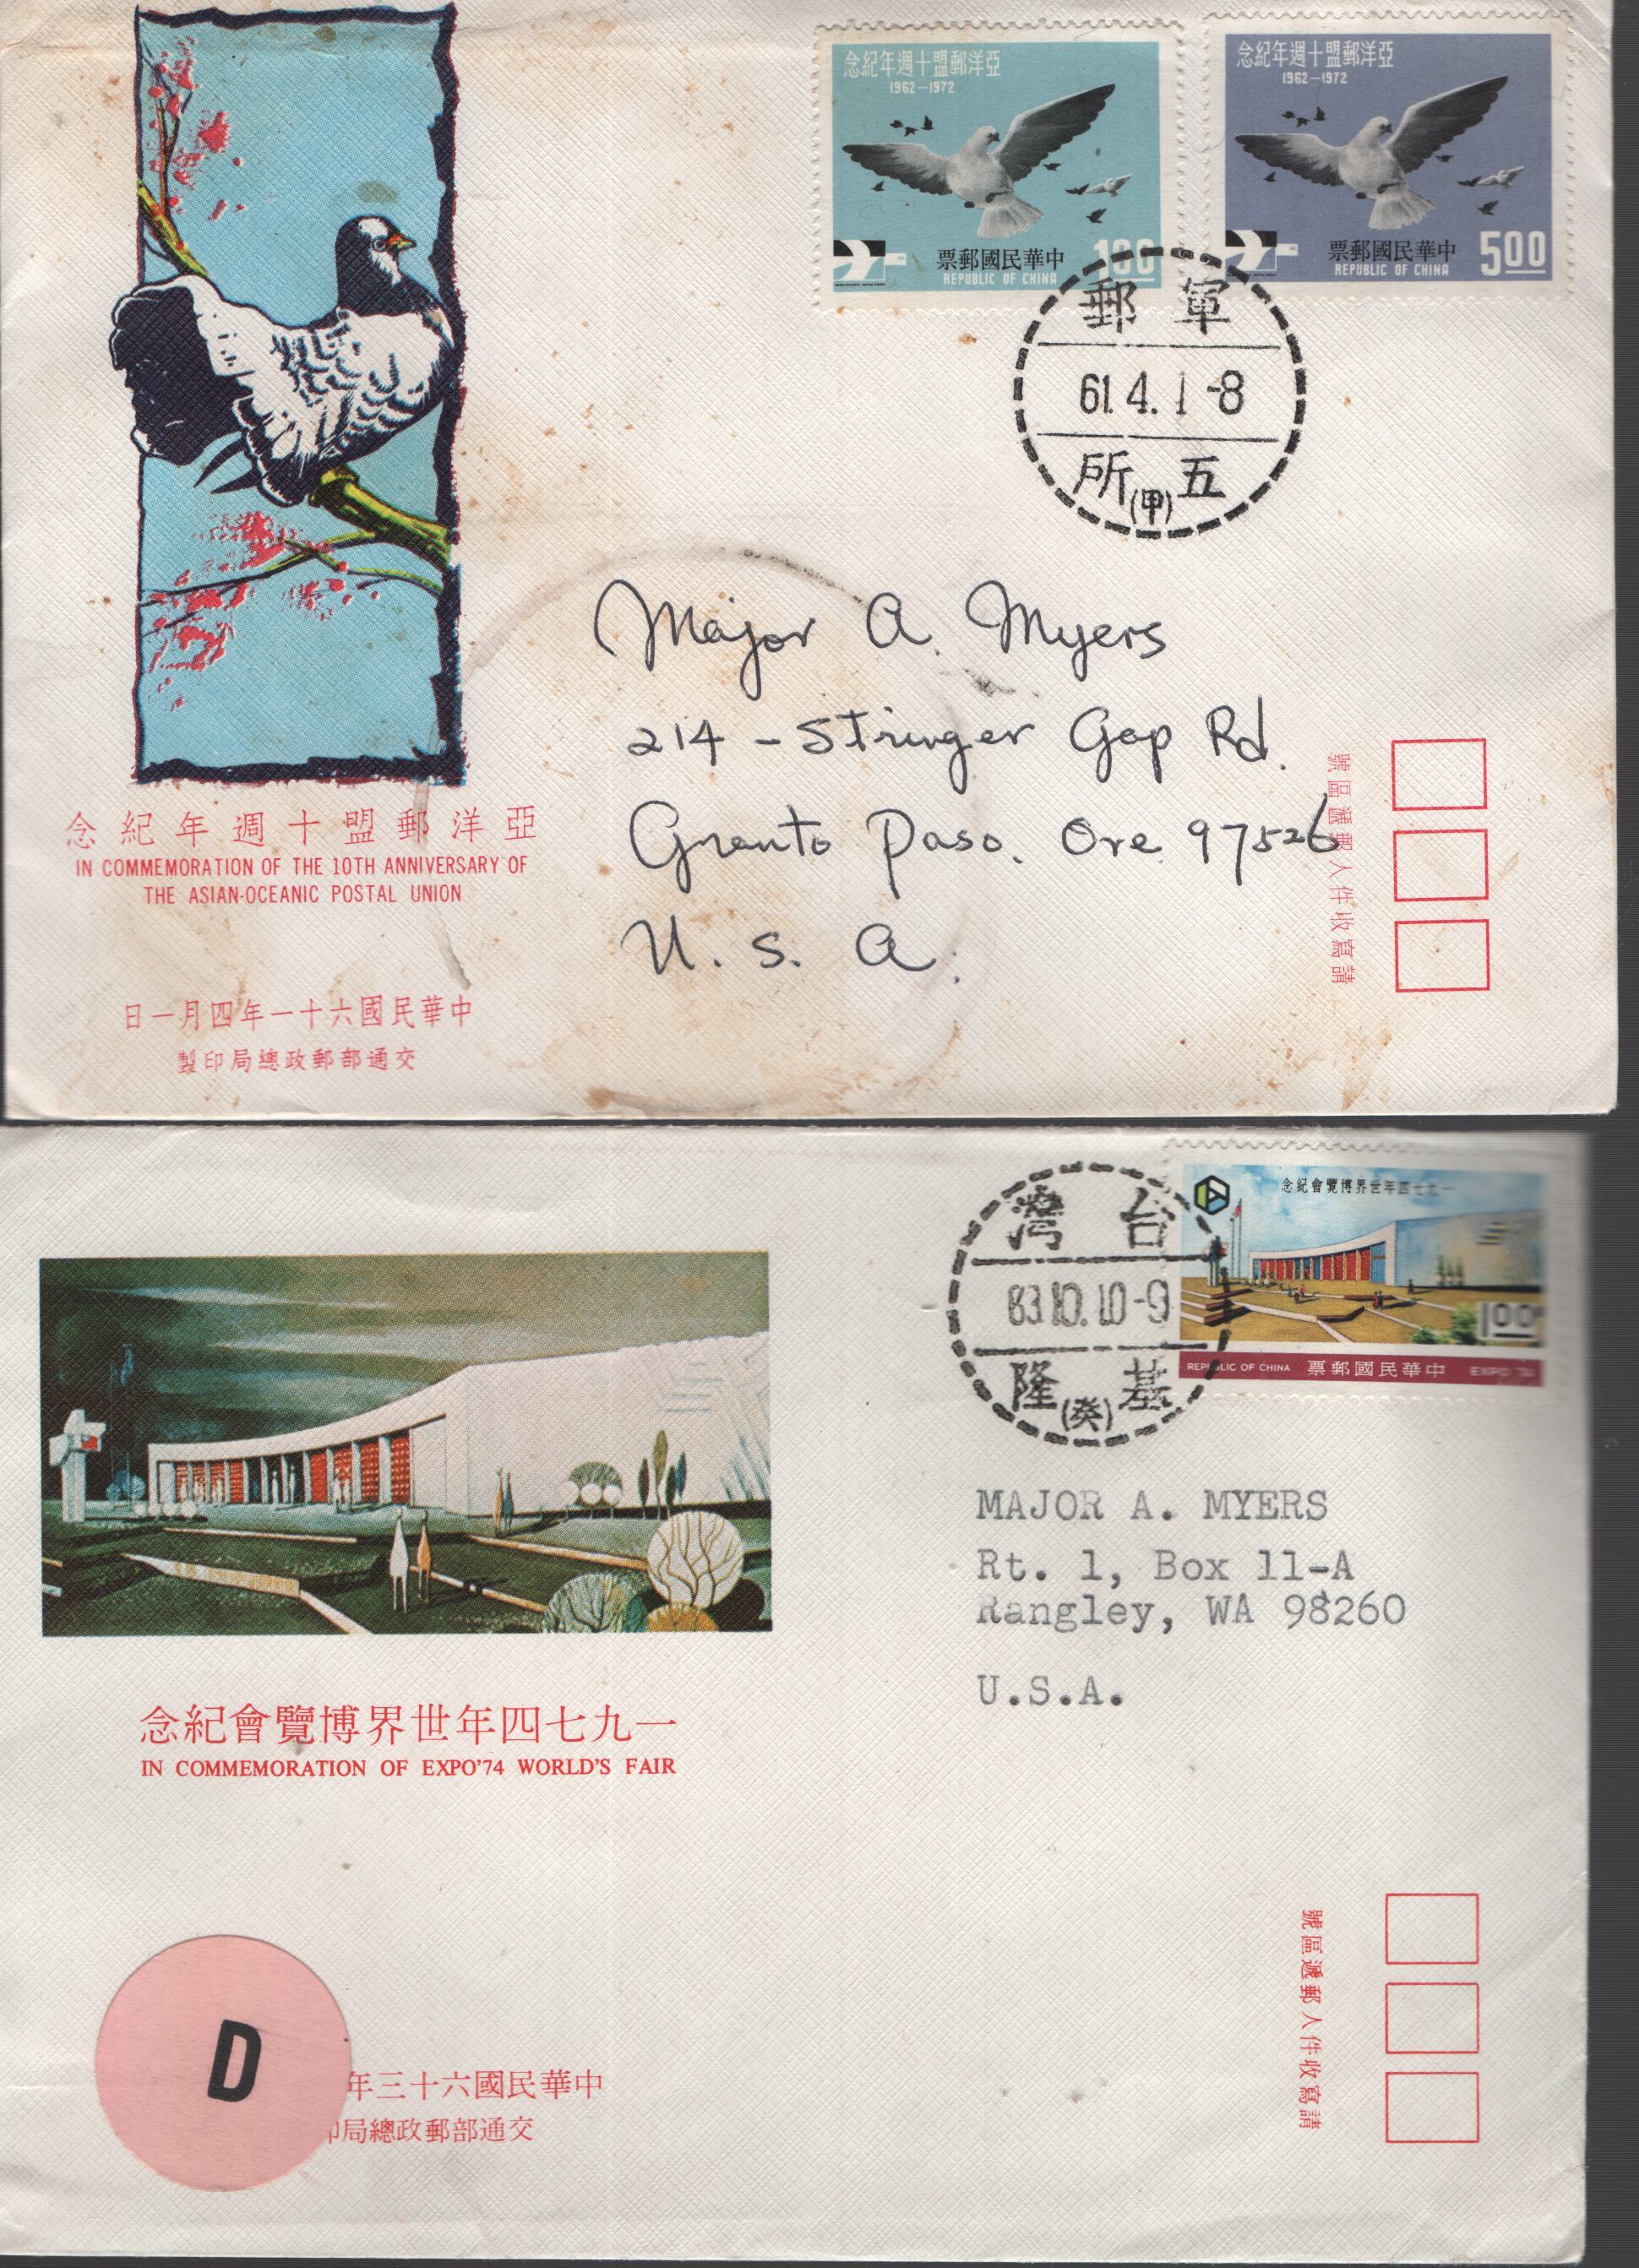 念紀年週十盟郵洋亞
1962-1972
票郵國民華中
REPUBLIC OF CHINA
100
念紀年週十盟郵洋亞
1962-1972
票郵國民華中
REPUBLIC OF CHINA
500
郵 軍
61.4.1-8
所(甲)五
Major A. Myers
214 - Stringer Gap Rd.
Grants Pass. Ore 97526
U. S. A.
念紀年週十盟郵洋亞
IN COMMEMORATION OF THE 10TH ANNIVERSARY OF
THE ASIAN-OCEANIC POSTAL UNION
日一月四年一十六國民華中
製印局總政郵部通交
請寫收件人郵遞區號
灣 台
63.10.10-9
隆(癸)基
念紀會覽博界世年四七九一
100
REPUBLIC OF CHINA 票郵國民華中 EXPO '74
MAJOR A. MYERS
Rt. 1, Box 11-A
Rangley, WA 98260
U.S.A.
念紀會覽博界世年四七九一
IN COMMEMORATION OF EXPO'74 WORLD'S FAIR
D
年三十六國民華中
印局總政郵部通交
請寫收件人郵遞區號